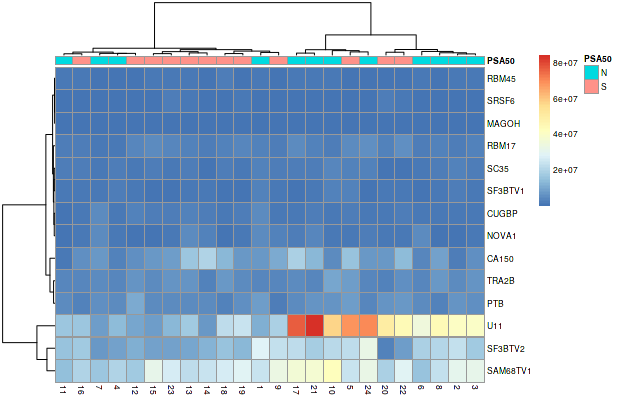 PSA50
RBM45
SRSF6
MAGOH
RBM17
SC35
SF3BTV1
CUGBP
NOVA1
CA150
TRA2B
PTB
U11
SF3BTV2
SAM68TV1
11 16 7 4 12 15 23 13 14 18 19 1 9 17 21 10 5 24 20 22 6 8 2 3
8e+07
6e+07
4e+07
2e+07
PSA50
N
S